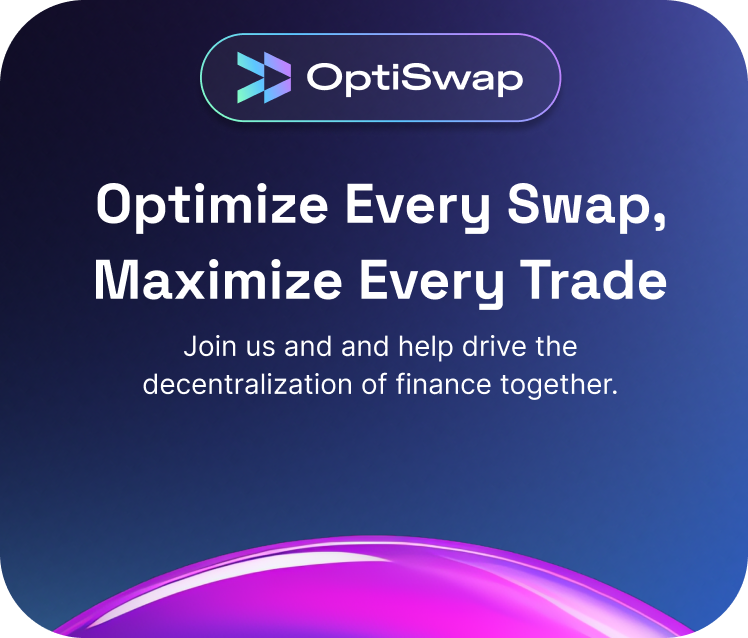 OptiSwap
Optimize Every Swap,
Maximize Every Trade
Join us and and help drive the
decentralization of finance together.